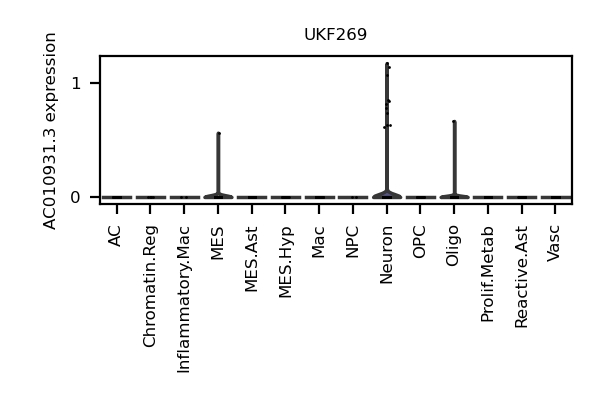 UKF269
AC010931.3 expression
1
0
AC
Chromatin.Reg
Inflammatory.Mac
MES
MES.Ast
MES.Hyp
Mac
NPC
Neuron
OPC
Oligo
Prolif.Metab
Reactive.Ast
Vasc